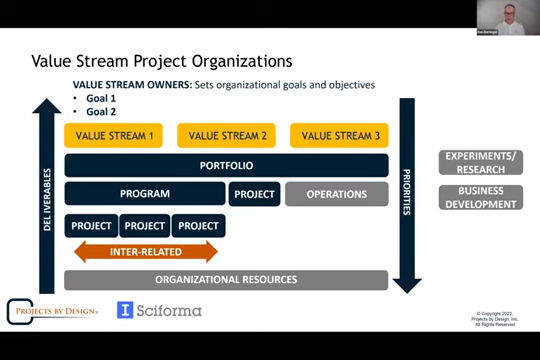 Value Stream Project Organizations
VALUE STREAM OWNERS: Sets organizational goals and objectives
• Goal 1
• Goal 2
VALUE STREAM 1
VALUE STREAM 2
VALUE STREAM 3
PORTFOLIO
PROGRAM
PROJECT
OPERATIONS
PROJECT
PROJECT
PROJECT
INTER-RELATED
ORGANIZATIONAL RESOURCES
DELIVERABLES
PRIORITIES
EXPERIMENTS/
RESEARCH
BUSINESS
DEVELOPMENT
PROJECTS BY DESIGN®
Sciforma
© Copyright 2022,
Projects by Design, Inc.
All Rights Reserved